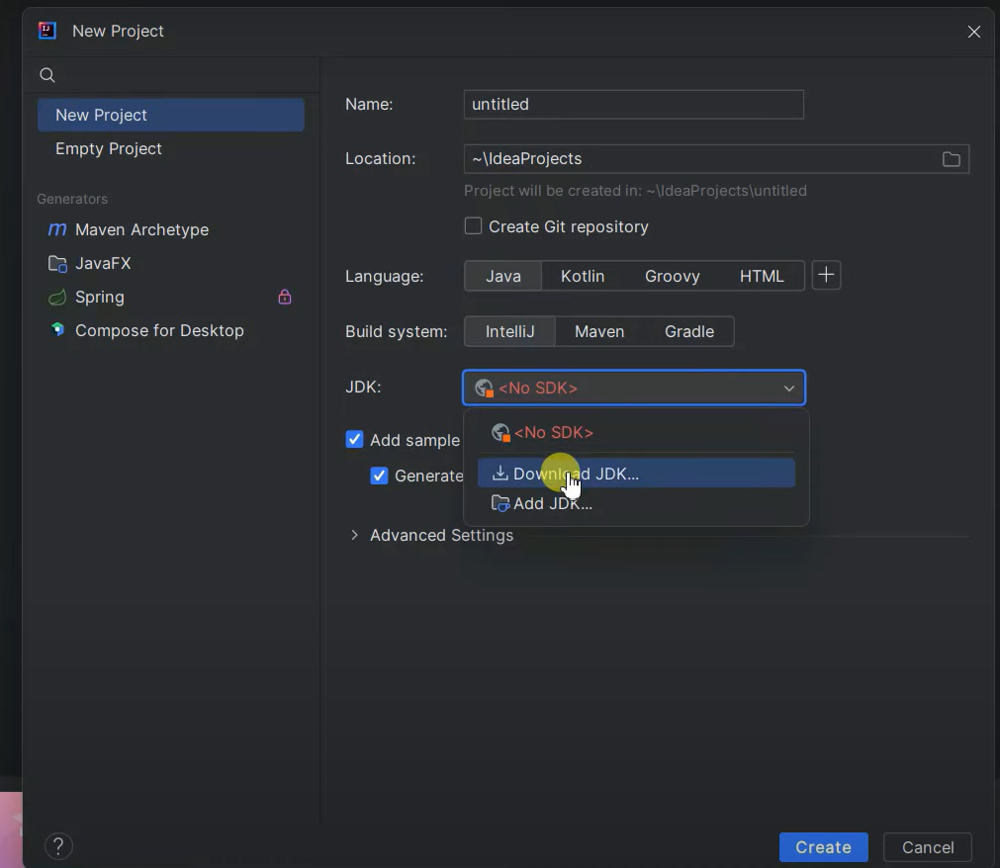 New Project
New Project
Empty Project
Generators
Maven Archetype
JavaFX
Spring
Compose for Desktop
Name: untitled
Location: ~\IdeaProjects
Project will be created in: ~\IdeaProjects\untitled
Create Git repository
Language: Java Kotlin Groovy HTML
Build system: IntelliJ Maven Gradle
JDK: <No SDK>
<No SDK>
Download JDK...
Add JDK...
Add sample
Generate
Advanced Settings
? Create Cancel